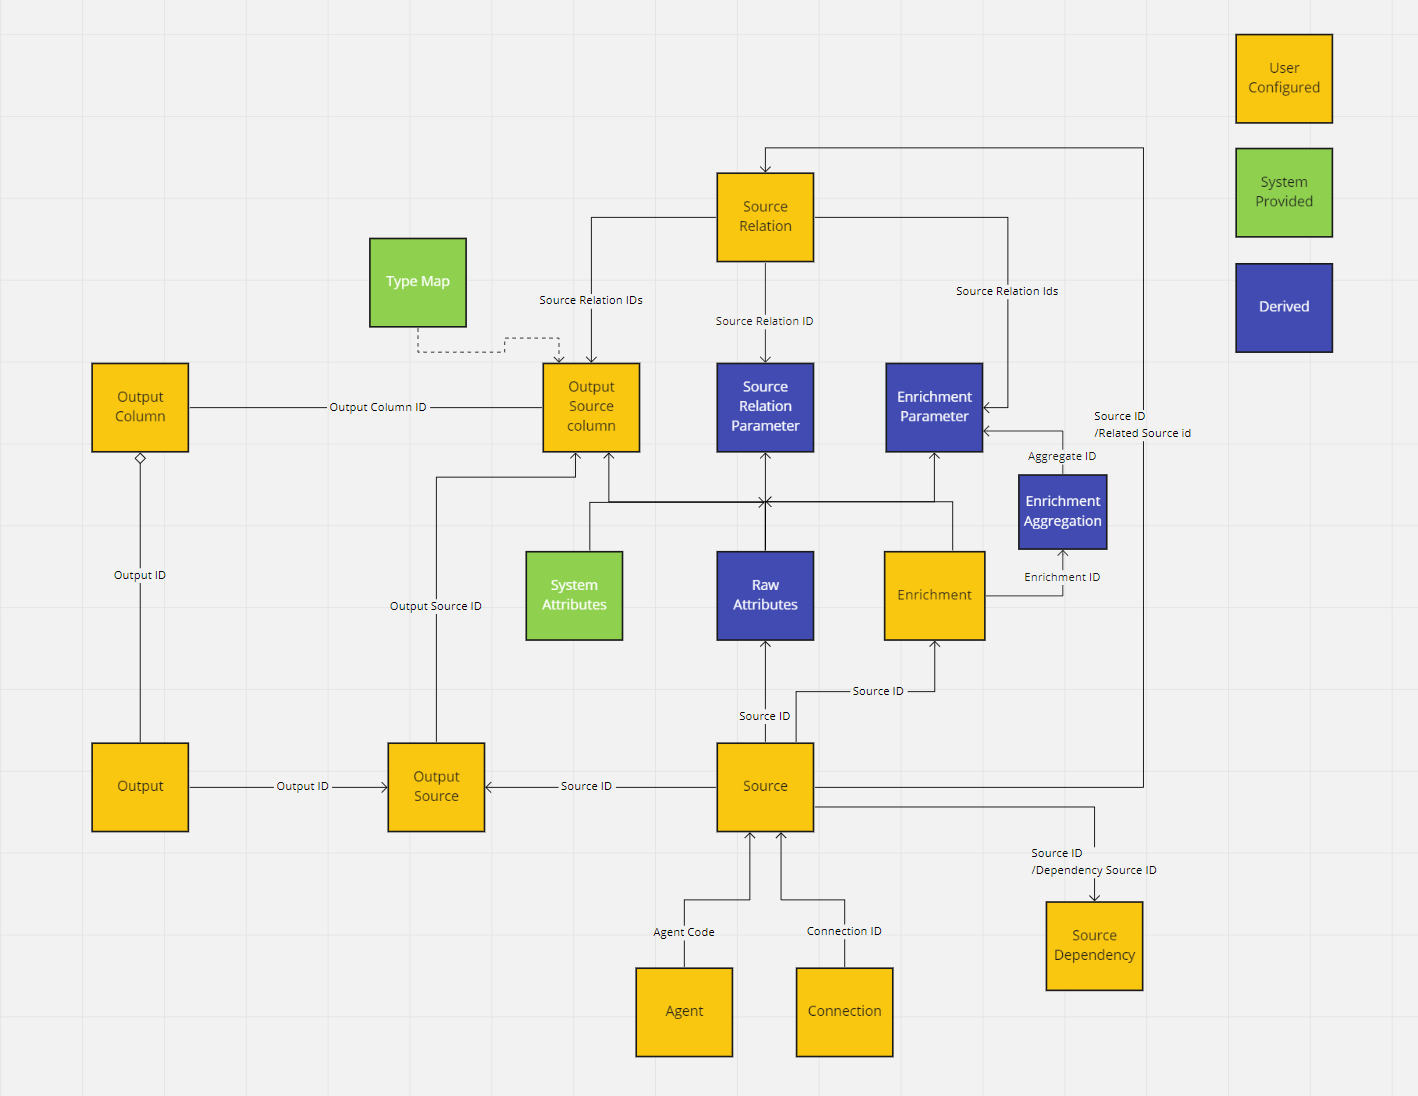 User
Configured
System
Provided
Derived
Source
Relation
Type Map
Source Relation IDs
Source Relation Ids
Source Relation ID
Output
Column
Output Column ID
Output
Source
column
Source
Relation
Parameter
Enrichment
Parameter
Source ID
/Related Source id
Aggregate ID
Enrichment
Aggregation
Output ID
Enrichment ID
System
Attributes
Raw
Attributes
Enrichment
Output Source ID
Source ID
Source ID
Output
Output ID
Output
Source
Source ID
Source
Source ID
/Dependency Source ID
Agent Code
Connection ID
Source
Dependency
Agent
Connection